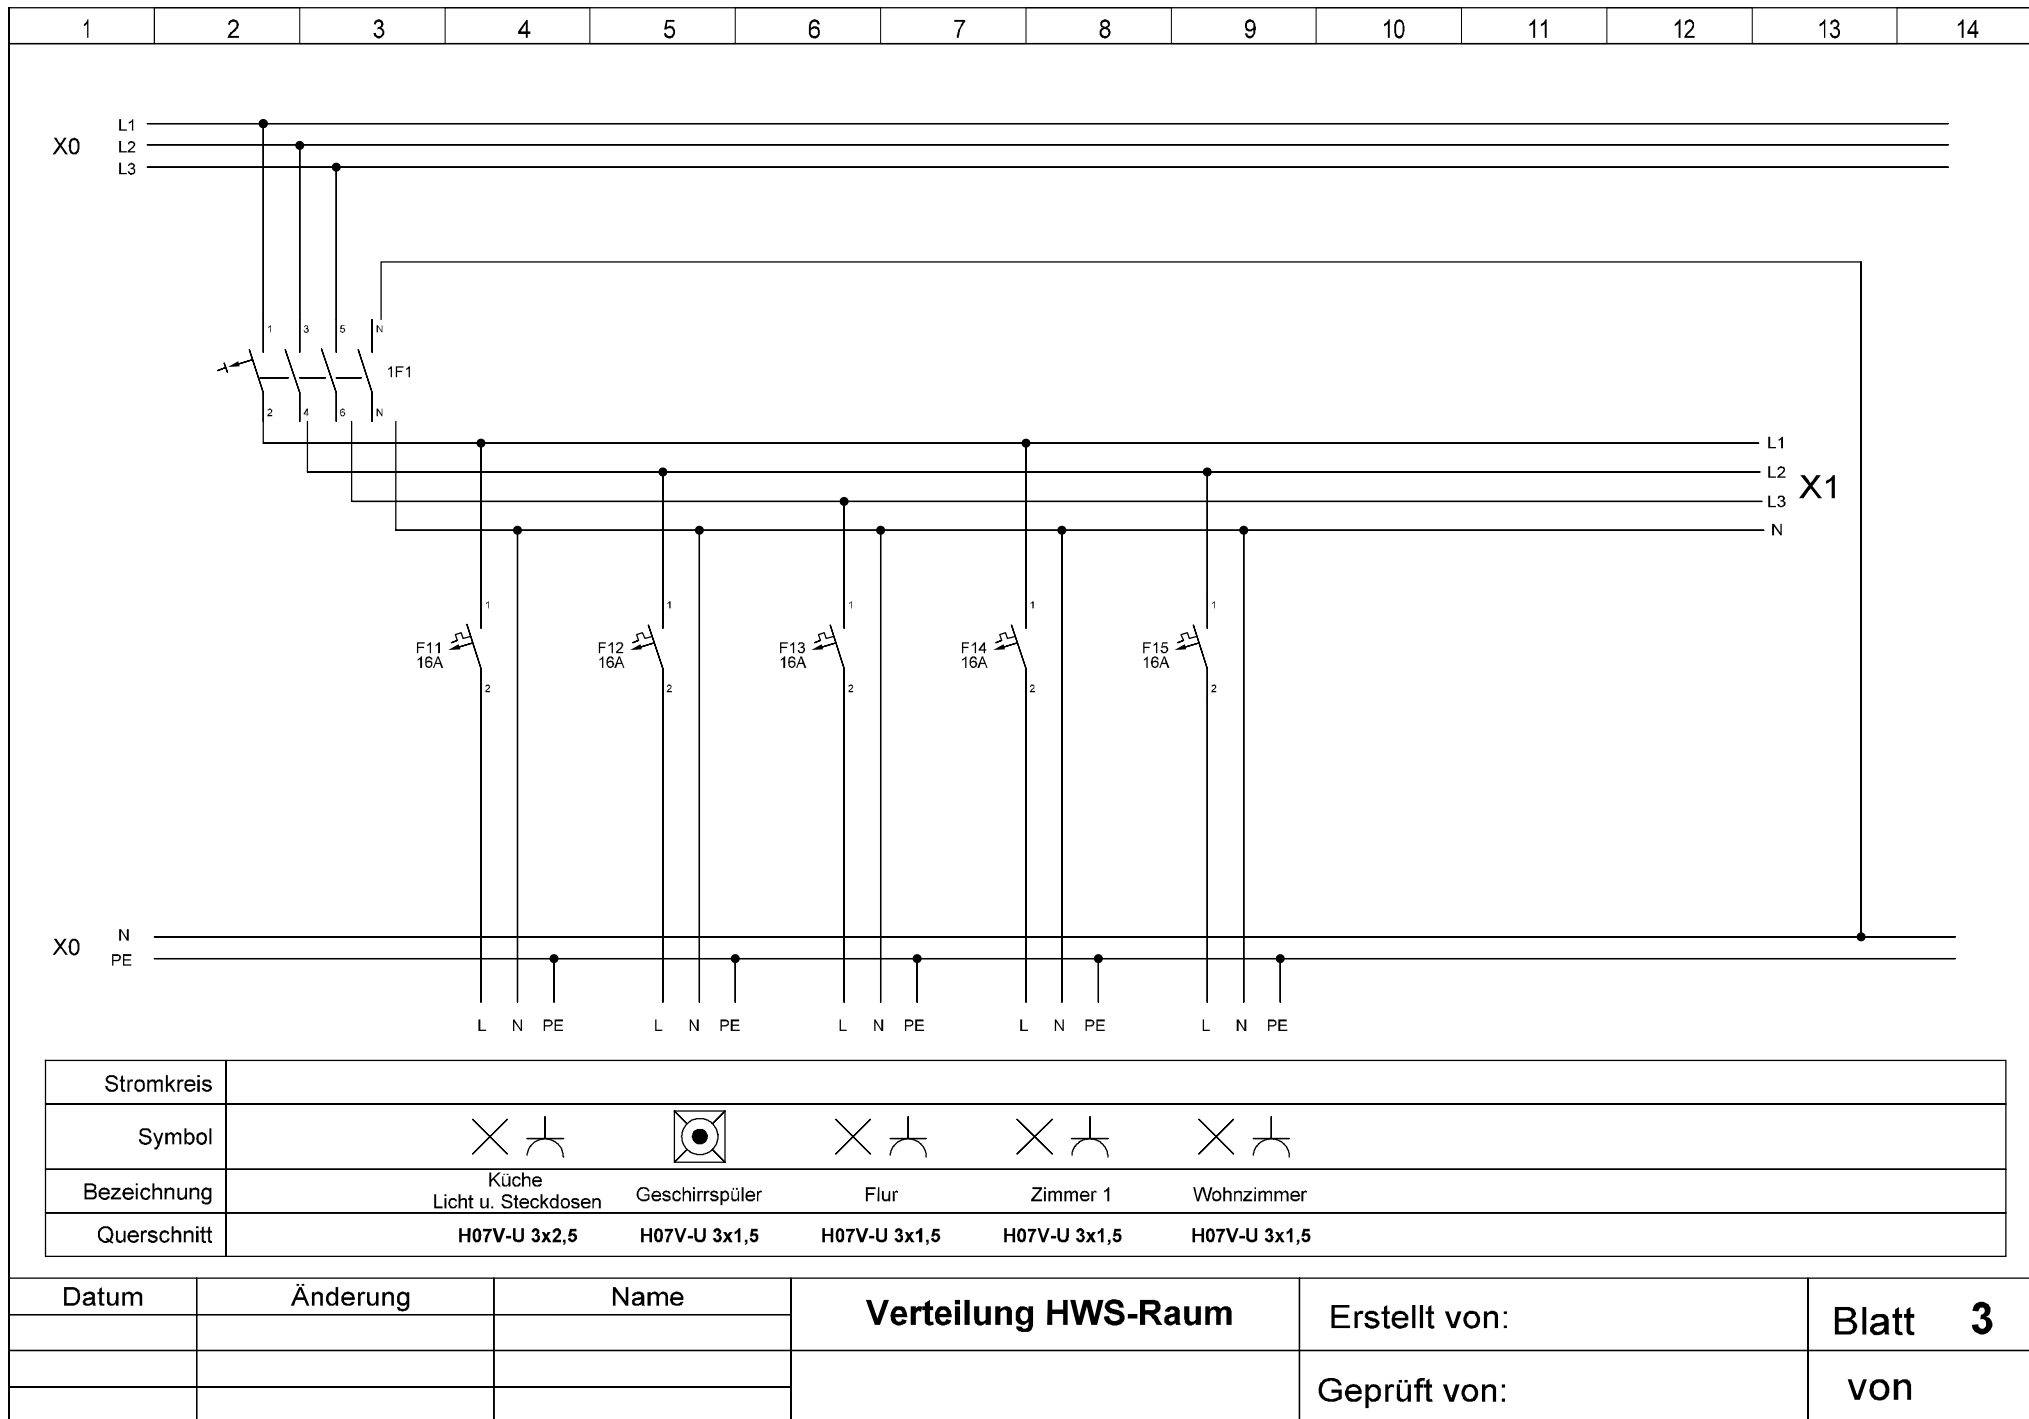 1 2 3 4 5 6 7 8 9 10 11 12 13 14
L1
X0 L2
L3
1 3 5 N
1F1
2 4 6 N
L1
L2
X1
L3
N
1 1 1 1 1
F11 F12 F13 F14 F15
16A 16A 16A 16A 16A
2 2 2 2 2
N
X0
PE
L N PE L N PE L N PE L N PE L N PE
Stromkreis
Symbol
Bezeichnung
Küche
Licht u. Steckdosen Geschirrspüler Flur Zimmer 1 Wohnzimmer
Querschnitt H07V-U 3x2,5 H07V-U 3x1,5 H07V-U 3x1,5 H07V-U 3x1,5 H07V-U 3x1,5
Datum Änderung Name
Verteilung HWS-Raum
Erstellt von:
Blatt 3
Geprüft von:
von